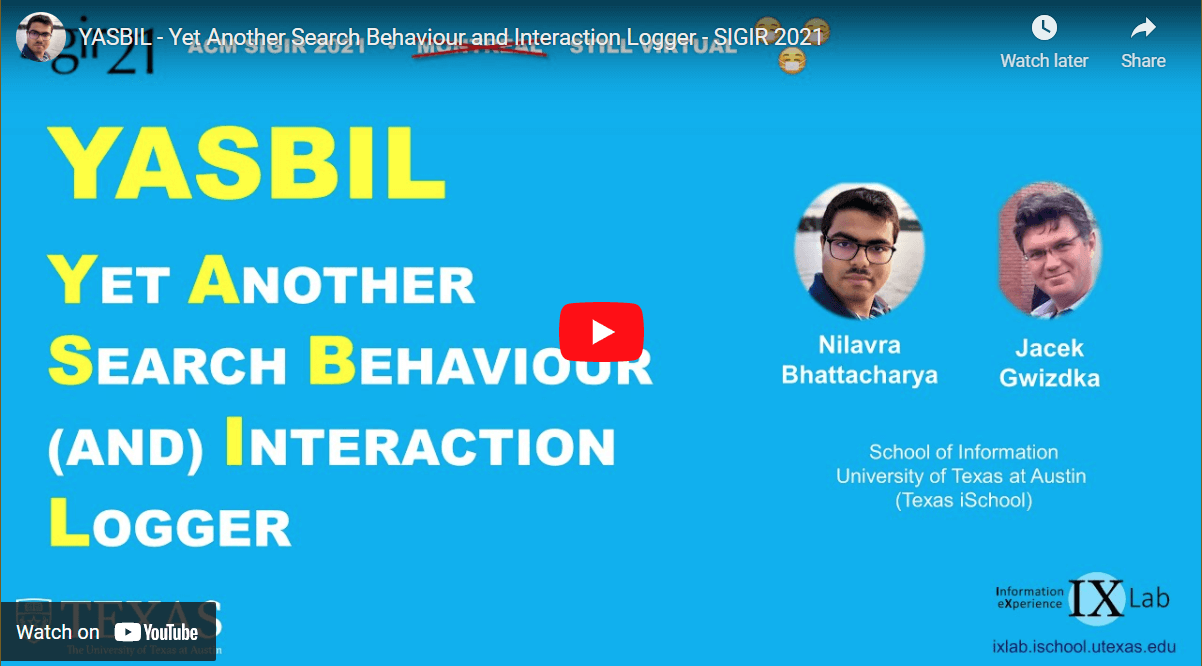 YASBIL - Yet Another Search Behaviour and Interaction Logger - SIGIR 2021
sigir21
ACM SIGIR 2021 - MONTREAL - STILL VIRTUAL
Watch later
Share
YASBIL
YET ANOTHER
SEARCH BEHAVIOUR
(AND) INTERACTION
LOGGER
Nilavra
Bhattacharya
Jacek
Gwizdka
School of Information
University of Texas at Austin
(Texas iSchool)
TEXAS
The University of Texas at Austin
Watch on YouTube
Information
eXperience
IX Lab
ixlab.ischool.utexas.edu